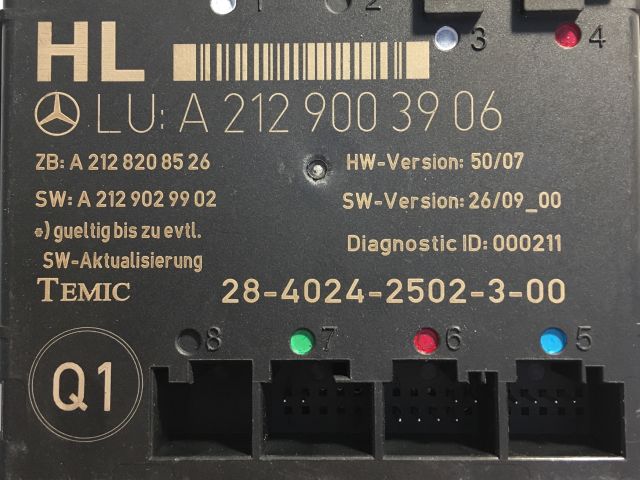 1 2
HL
3 4
LU: A 212 900 39 06
ZB: A 212 820 85 26 HW-Version: 50/07
SW: A 212 902 99 02 SW-Version: 26/09_00
*) gueltig bis zu evtl.
SW-Aktualisierung
Diagnostic ID: 000211
TEMIC 28-4024-2502-3-00
8 7 6 5
Q1